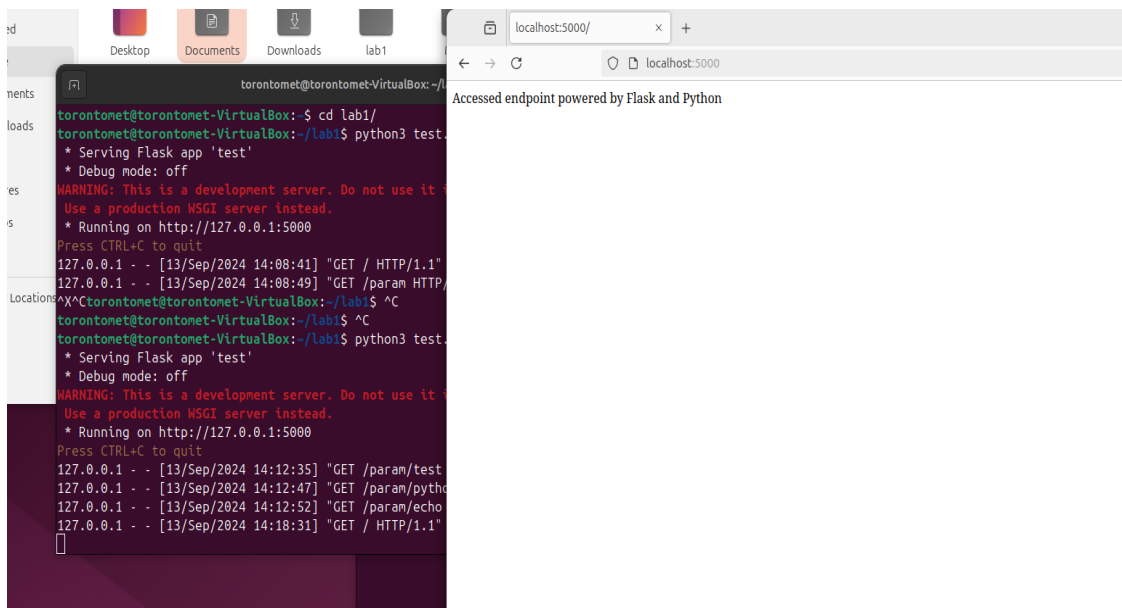 ed
ments
loads
res
os
Locations
Desktop
Documents
Downloads
lab1
torontomet@torontomet-VirtualBox: ~/l
torontomet@torontomet-VirtualBox:~$ cd lab1/
torontomet@torontomet-VirtualBox:~/lab1$ python3 test.
* Serving Flask app 'test'
* Debug mode: off
WARNING: This is a development server. Do not use it i
Use a production WSGI server instead.
* Running on http://127.0.0.1:5000
Press CTRL+C to quit
127.0.0.1 - - [13/Sep/2024 14:08:41] "GET / HTTP/1.1"
127.0.0.1 - - [13/Sep/2024 14:08:49] "GET /param HTTP/
^X^Ctorontomet@torontomet-VirtualBox:~/lab1$ ^C
torontomet@torontomet-VirtualBox:~/lab1$ ^C
torontomet@torontomet-VirtualBox:~/lab1$ python3 test.
* Serving Flask app 'test'
* Debug mode: off
WARNING: This is a development server. Do not use it i
Use a production WSGI server instead.
* Running on http://127.0.0.1:5000
Press CTRL+C to quit
127.0.0.1 - - [13/Sep/2024 14:12:35] "GET /param/test
127.0.0.1 - - [13/Sep/2024 14:12:47] "GET /param/pytho
127.0.0.1 - - [13/Sep/2024 14:12:52] "GET /param/echo
127.0.0.1 - - [13/Sep/2024 14:18:31] "GET / HTTP/1.1"
localhost:5000/
localhost:5000
Accessed endpoint powered by Flask and Python